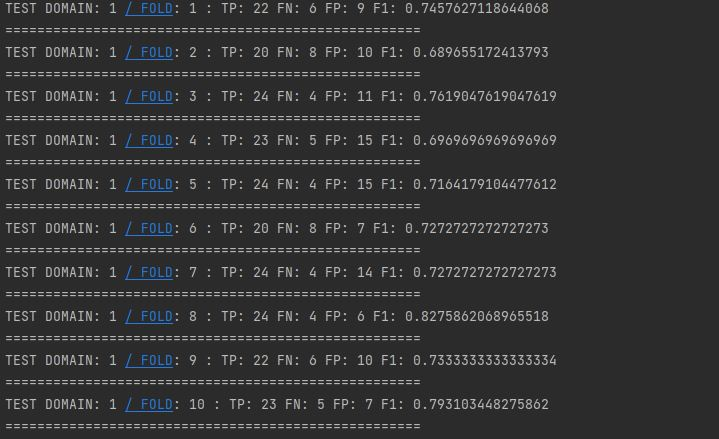 TEST DOMAIN: 1 / FOLD: 1 : TP: 22 FN: 6 FP: 9 F1: 0.7457627118644068
====================================================
TEST DOMAIN: 1 / FOLD: 2 : TP: 20 FN: 8 FP: 10 F1: 0.689655172413793
====================================================
TEST DOMAIN: 1 / FOLD: 3 : TP: 24 FN: 4 FP: 11 F1: 0.7619047619047619
====================================================
TEST DOMAIN: 1 / FOLD: 4 : TP: 23 FN: 5 FP: 15 F1: 0.6969696969696969
====================================================
TEST DOMAIN: 1 / FOLD: 5 : TP: 24 FN: 4 FP: 15 F1: 0.7164179104477612
====================================================
TEST DOMAIN: 1 / FOLD: 6 : TP: 20 FN: 8 FP: 7 F1: 0.7272727272727273
====================================================
TEST DOMAIN: 1 / FOLD: 7 : TP: 24 FN: 4 FP: 14 F1: 0.7272727272727273
====================================================
TEST DOMAIN: 1 / FOLD: 8 : TP: 24 FN: 4 FP: 6 F1: 0.8275862068965518
====================================================
TEST DOMAIN: 1 / FOLD: 9 : TP: 22 FN: 6 FP: 10 F1: 0.7333333333333334
====================================================
TEST DOMAIN: 1 / FOLD: 10 : TP: 23 FN: 5 FP: 7 F1: 0.793103448275862
====================================================